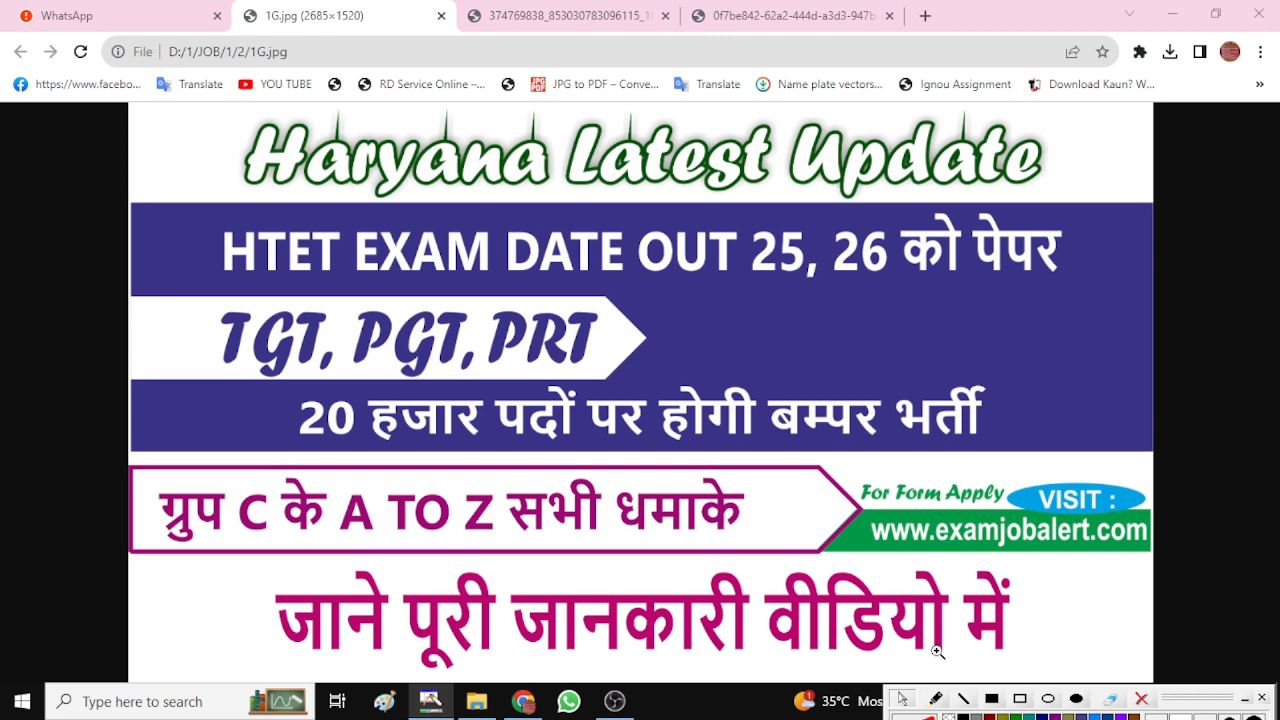 WhatsApp
1G.jpg (2685×1520)
374769838_853030783096115_1
0f7be842-62a2-444d-a3d3-947b
File
D:/1/JOB/1/2/1G.jpg
https://www.facebo...
Translate
YOU TUBE
RD Service Online –...
JPG to PDF – Conve...
Translate
Name plate vectors...
Ignou Assignment
Download Kaun? W...
Haryana Latest Update
HTET EXAM DATE OUT 25, 26 को पेपर
TGT, PGT, PRT
20 हजार पदों पर होगी बम्पर भर्ती
ग्रुप C के A TO Z सभी धमाके
For Form Apply VISIT :
www.examjobalert.com
जाने पूरी जानकारी वीडियो में
Type here to search
35°C Mos